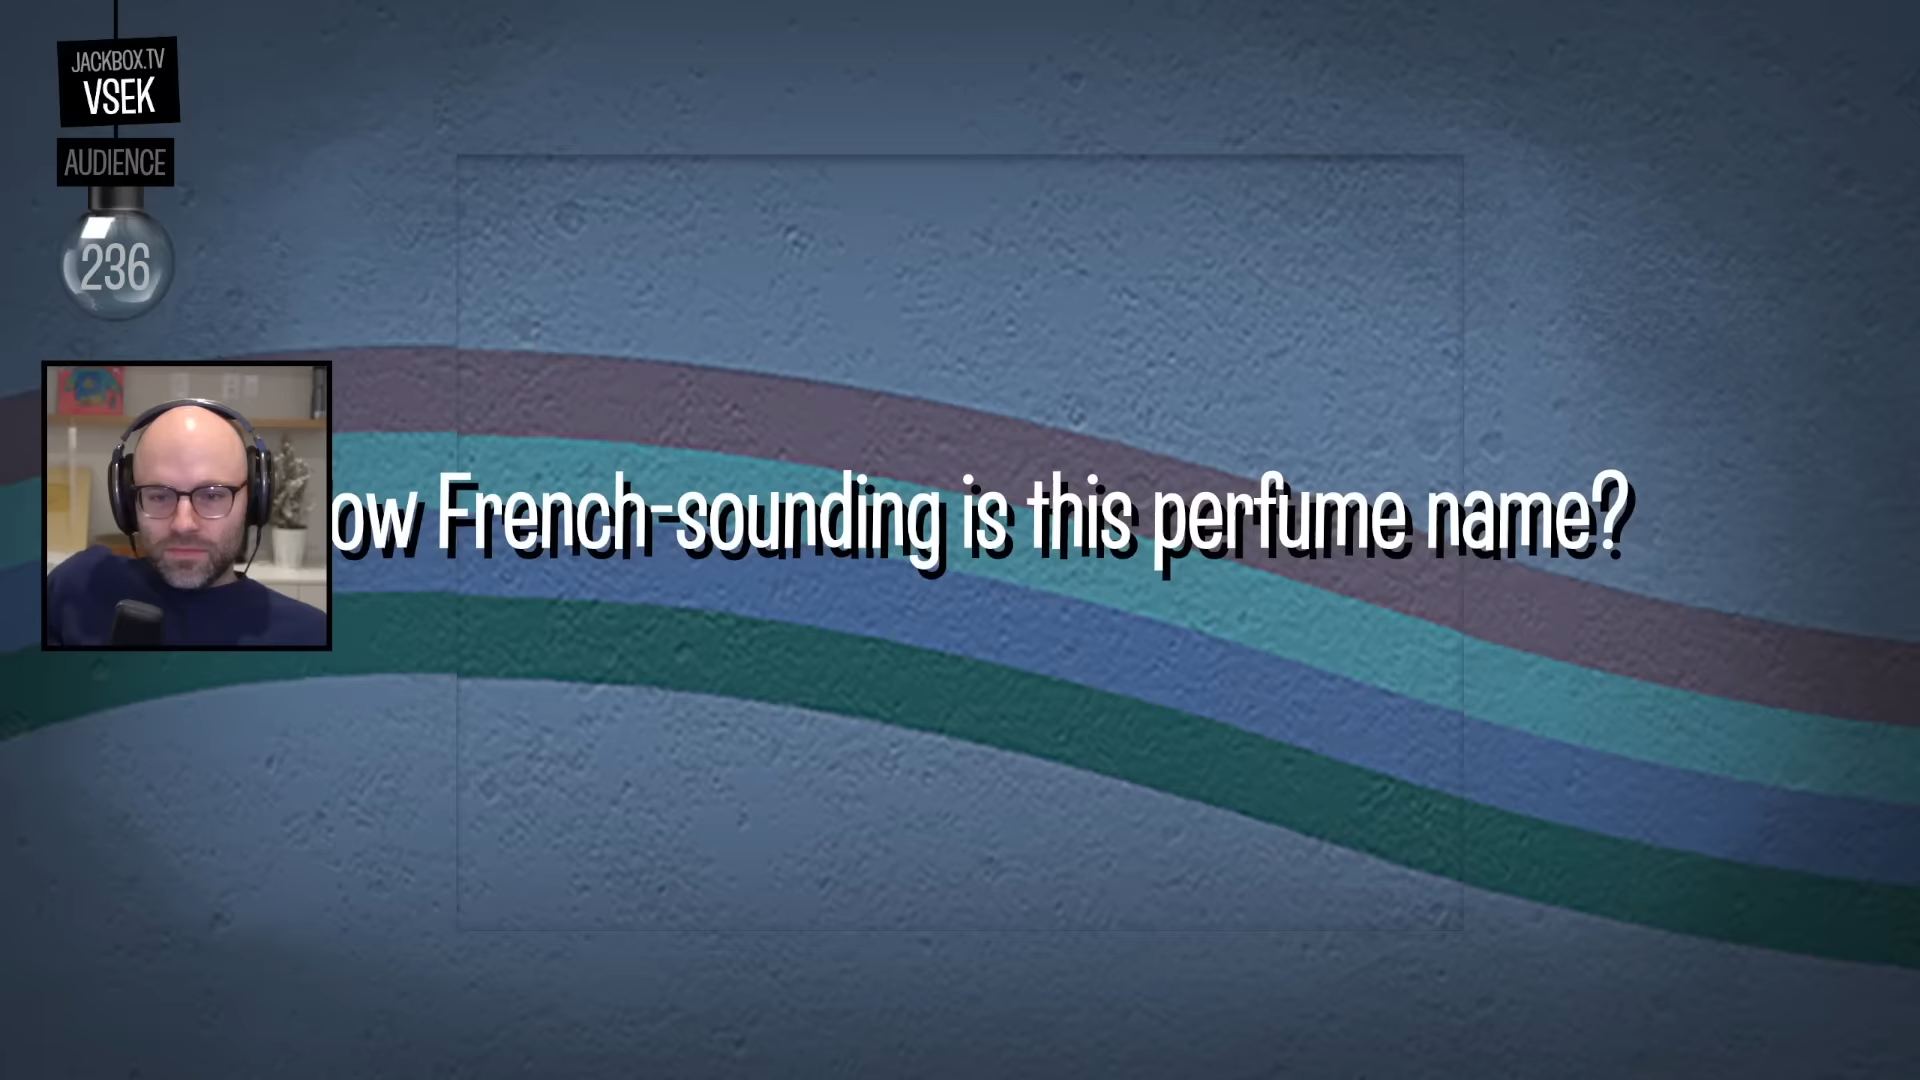 JACKBOX.TV
VSEK
AUDIENCE
236
ow French-sounding is this perfume name?